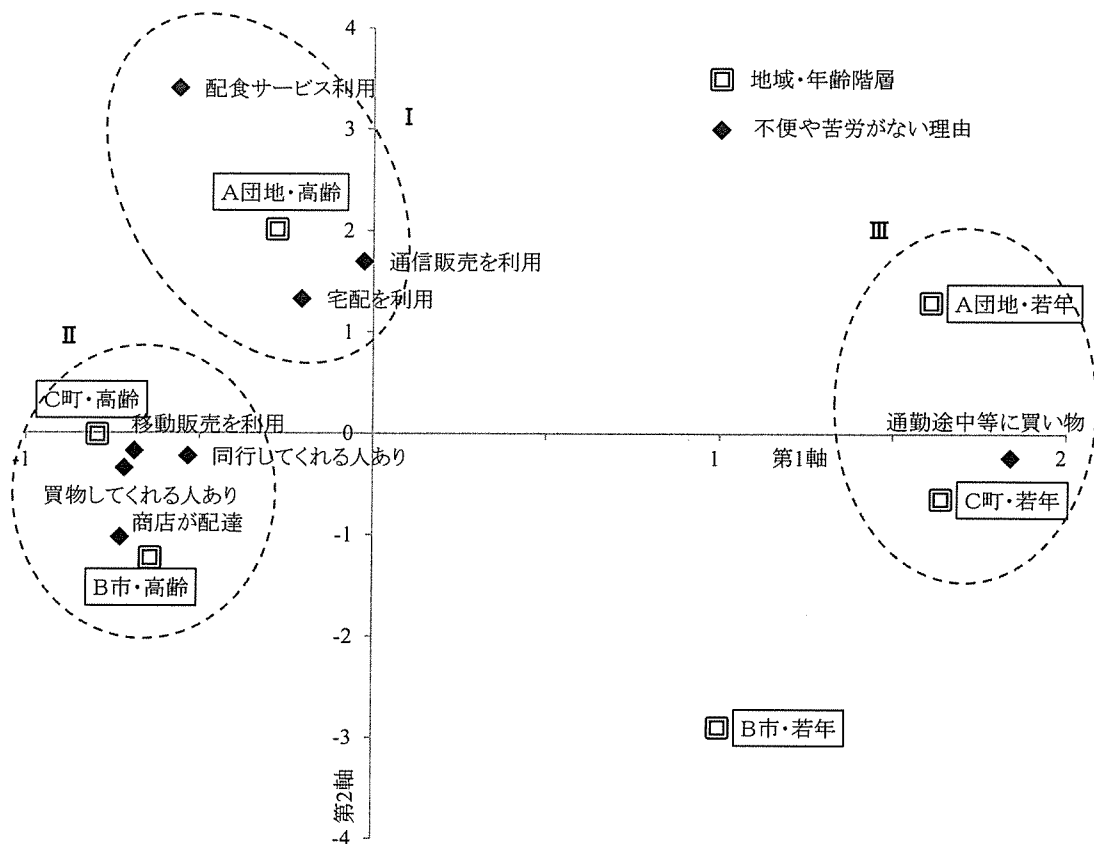 4
配食サービス利用
地域・年齢階層
I
3
不便や苦労がない理由
A団地・高齢
2
III
通信販売を利用
宅配を利用
A団地・若年
1
II
C町・高齢
移動販売を利用
通勤途中等に買い物
0
-1
同行してくれる人あり
1
第1軸
2
買物してくれる人あり
C町・若年
商店が配達
-1
B市・高齢
-2
B市・若年
-3
第2軸
-4